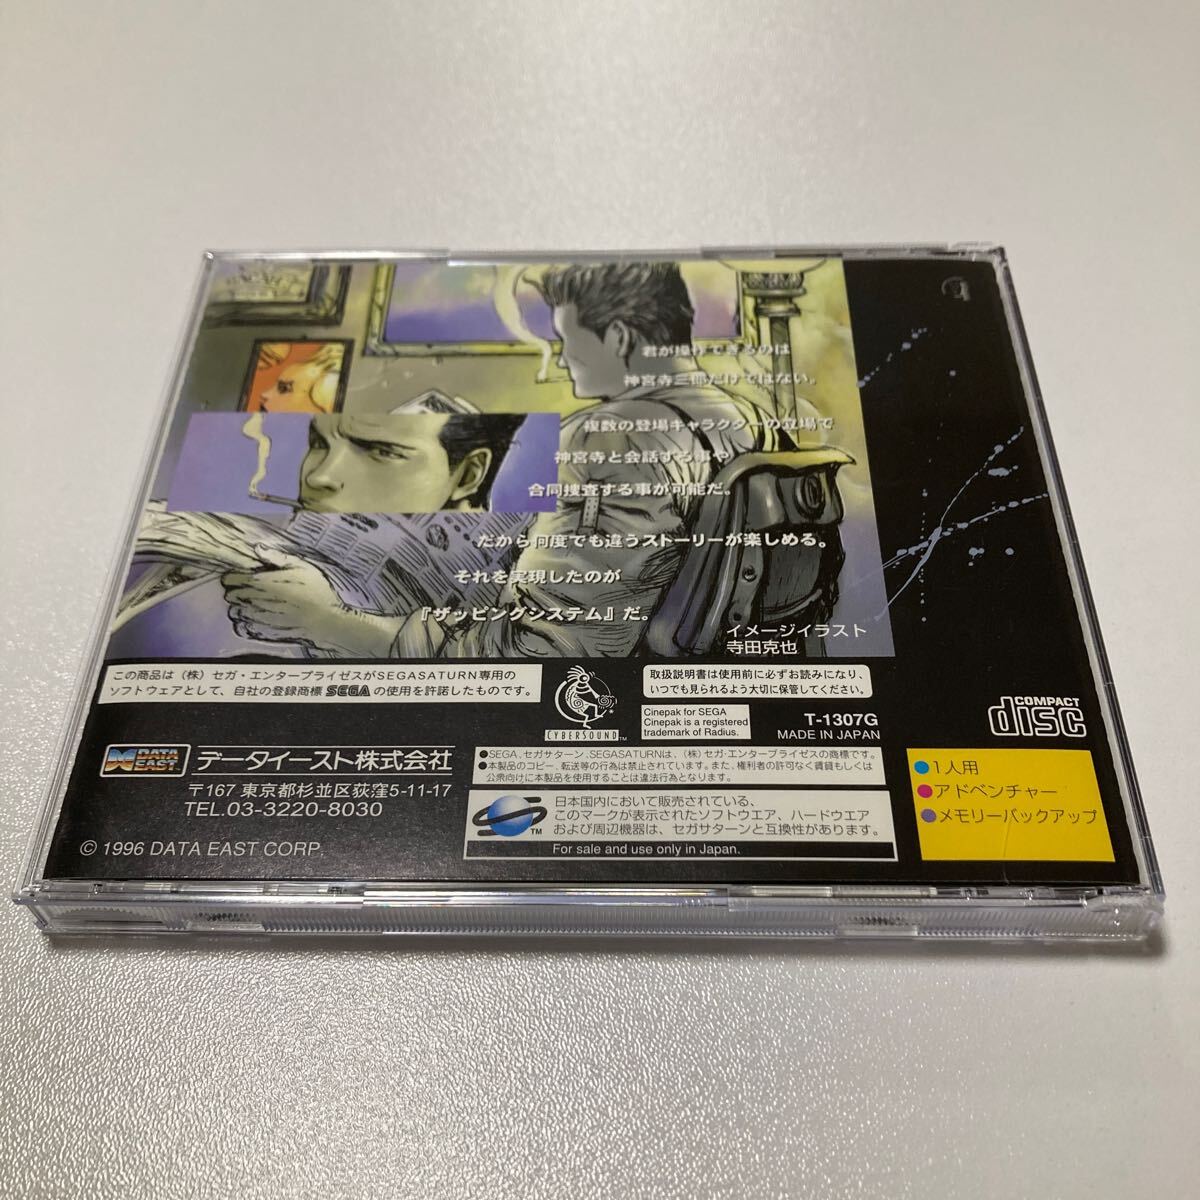 君が操作できるのは
神宮寺三郎だけではない。
複数の登場キャラクターの立場で
神宮寺と会話する事や
合同捜査する事が可能だ。
だから何度でも違うストーリーが楽しめる。
それを実現したのが
『ザッピングシステム』だ。
イメージイラスト
寺田克也
この商品は(株)セガ・エンタープライゼスがSEGASATURN専用の
ソフトウェアとして、自社の登録商標 SEGA の使用を許諾したものです。
CYBERSOUND™
取扱説明書は使用前に必ずお読みになり、
いつでも見られるよう大切に保管してください。
Cinepak for SEGA
Cinepak is a registered
trademark of Radius.
T-1307G
MADE IN JAPAN
COMPACT
disc
DATA
EAST
データイースト株式会社
〒167 東京都杉並区荻窪5-11-17
TEL.03-3220-8030
© 1996 DATA EAST CORP.
●SEGA、セガサターン、SEGASATURNは、(株)セガ・エンタープライゼスの商標です。
●本製品のコピー、転送等の行為は禁止されています。また、権利者の許可なく賃貸もしくは
公衆向けに本製品を使用することは違法行為となります。
日本国内において販売されている、
このマークが表示されたソフトウエア、ハードウエア
および周辺機器は、セガサターンと互換性があります。
TM
For sale and use only in Japan.
●1人用
●アドベンチャー
●メモリーバックアップ